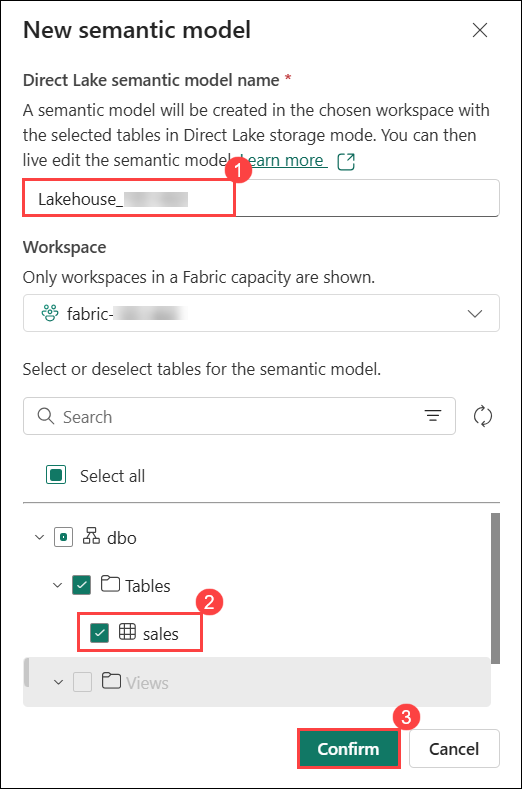 New semantic model
Direct Lake semantic model name *
A semantic model will be created in the chosen workspace with
the selected tables in Direct Lake storage mode. You can then
live edit the semantic model. Learn more
1
Lakehouse_
Workspace
Only workspaces in a Fabric capacity are shown.
fabric-
Select or deselect tables for the semantic model.
Search
Select all
dbo
Tables
2
sales
Views
3
Confirm
Cancel